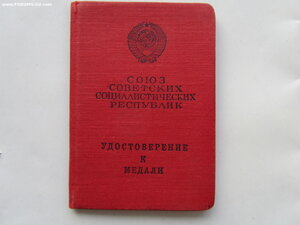 СОЮЗ
СОВЕТСКИХ
СОЦИАЛИСТИЧЕСКИХ
РЕСПУБЛИК
УДОСТОВЕРЕНИЕ
К
МЕДАЛИ